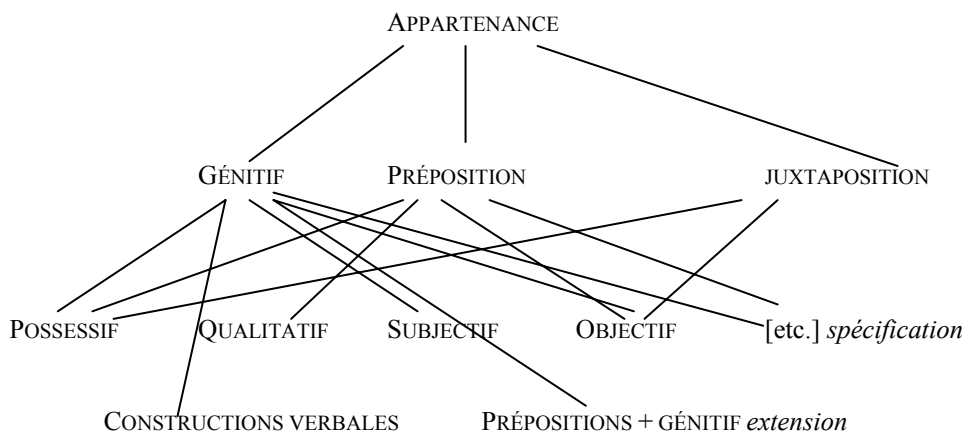 APPARTENANCE
GÉNITIF PRÉPOSITION JUXTAPOSITION
POSSESSIF QUALITATIF SUBJECTIF OBJECTIF [etc.] spécification
CONSTRUCTIONS VERBALES PRÉPOSITIONS + GÉNITIF extension